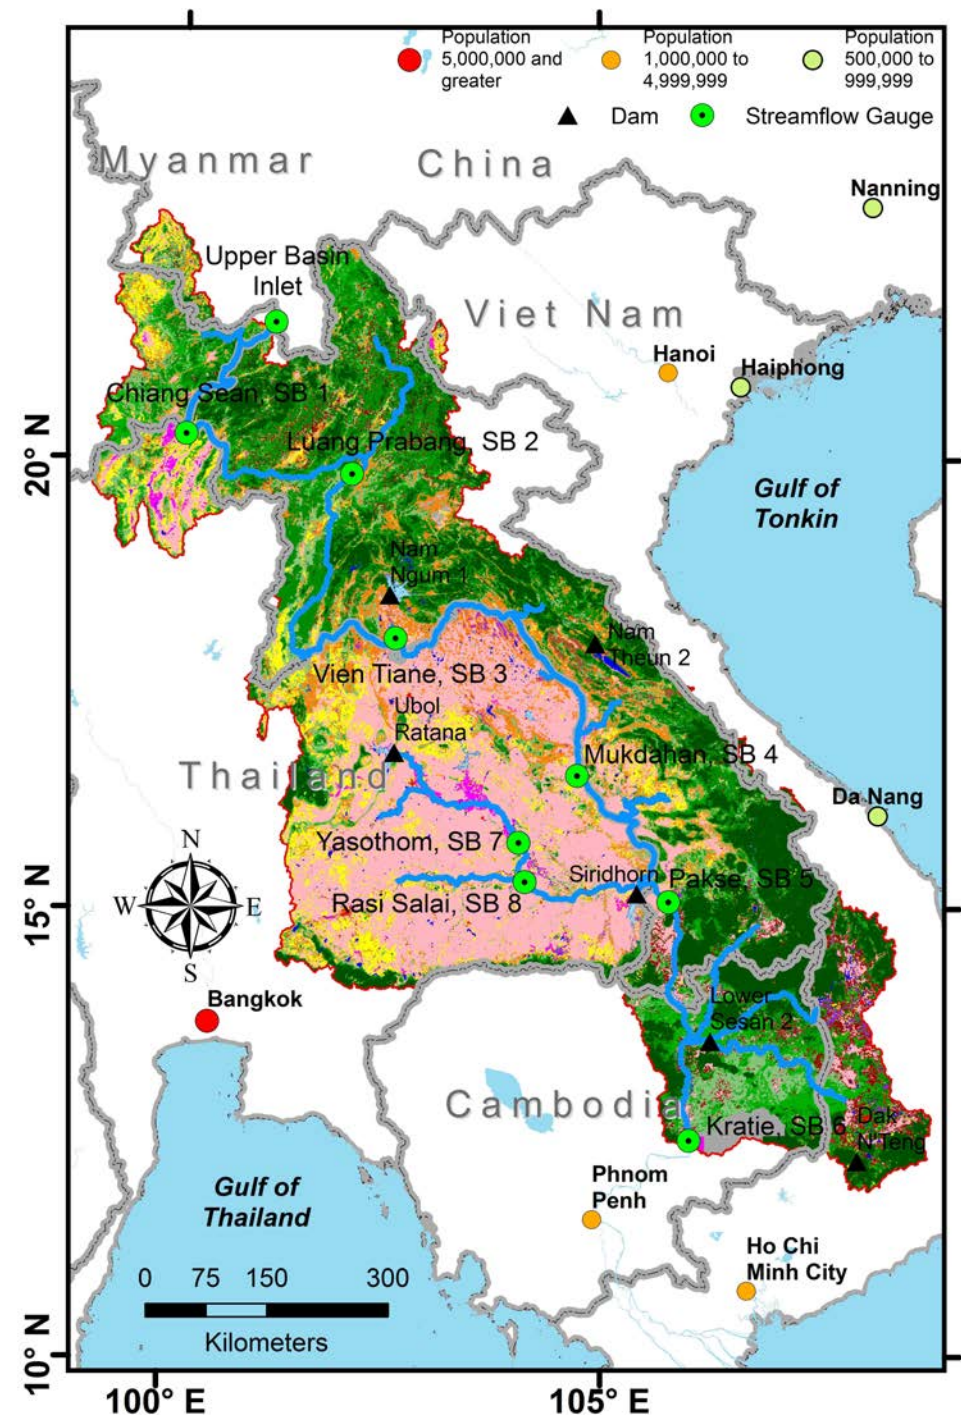 Population
5,000,000 and
greater
Population
1,000,000 to
4,999,999
Population
500,000 to
999,999
Dam
Streamflow Gauge
Myanmar
China
Nanning
Upper Basin
Inlet
Viet Nam
Hanoi
Haiphong
Chiang Sean, SB 1
Luang Prabang, SB 2
20° N
Gulf of
Tonkin
Nam
Ngum 1
Nam
Theun 2
Vien Tiane, SB 3
Ubol
Ratana
Mukdahan, SB 4
Thailand
Da Nang
Yasothom, SB 7
Siridhorn
Pakse, SB 5
Rasi Salai, SB 8
15° N
N
W
E
S
Bangkok
Lower
Sesan 2
Cambodia
Kratie, SB 6
Dak
N'Teng
Phnom
Penh
Gulf of
Thailand
Ho Chi
Minh City
0 75 150 300
Kilometers
10° N
100° E
105° E